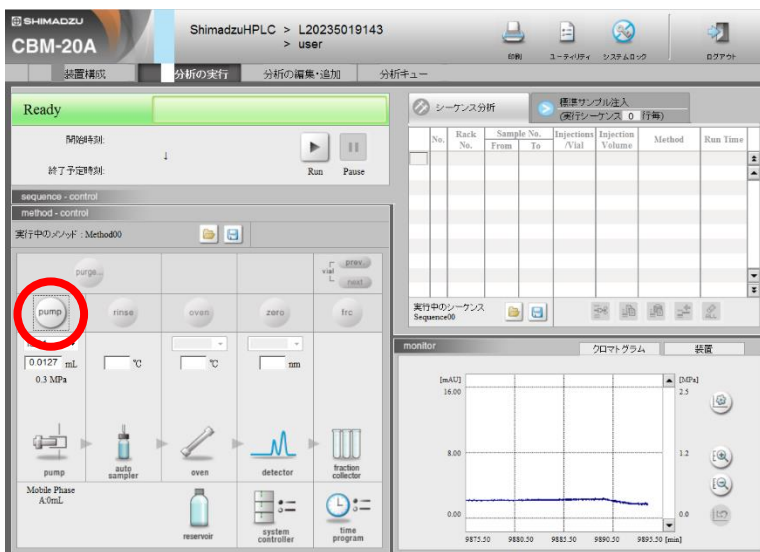 SHIMADZU
CBM-20A
ShimadzuHPLC > L20235019143
> user
印刷 ユーティリティ システムロック ログアウト
装置構成 分析の実行 分析の編集・追加 分析キュー
Ready
開始時刻:
↓
終了予定時刻:
Run Pause
sequence - control
method - control
実行中のメソッド : Method00
purge...
vial
prev.
next
pump rinse oven zero frc
0.0127 mL ℃ ℃ nm
0.3 MPa
pump auto sampler oven detector fraction collector
Mobile Phase
A:0mL
reservoir system controller time program
シーケンス分析
標準サンプル注入
(実行シーケンス 0 行毎)
No. Rack No. Sample No. From To Injections /Vial Injection Volume Method Run Time
実行中のシーケンス
Sequence00
monitor クロマトグラム 装置
[mAU] [MPa]
16.00 2.5
8.00 1.2
0.00 0.0
9875.50 9880.50 9885.50 9890.50 9895.50 [min]